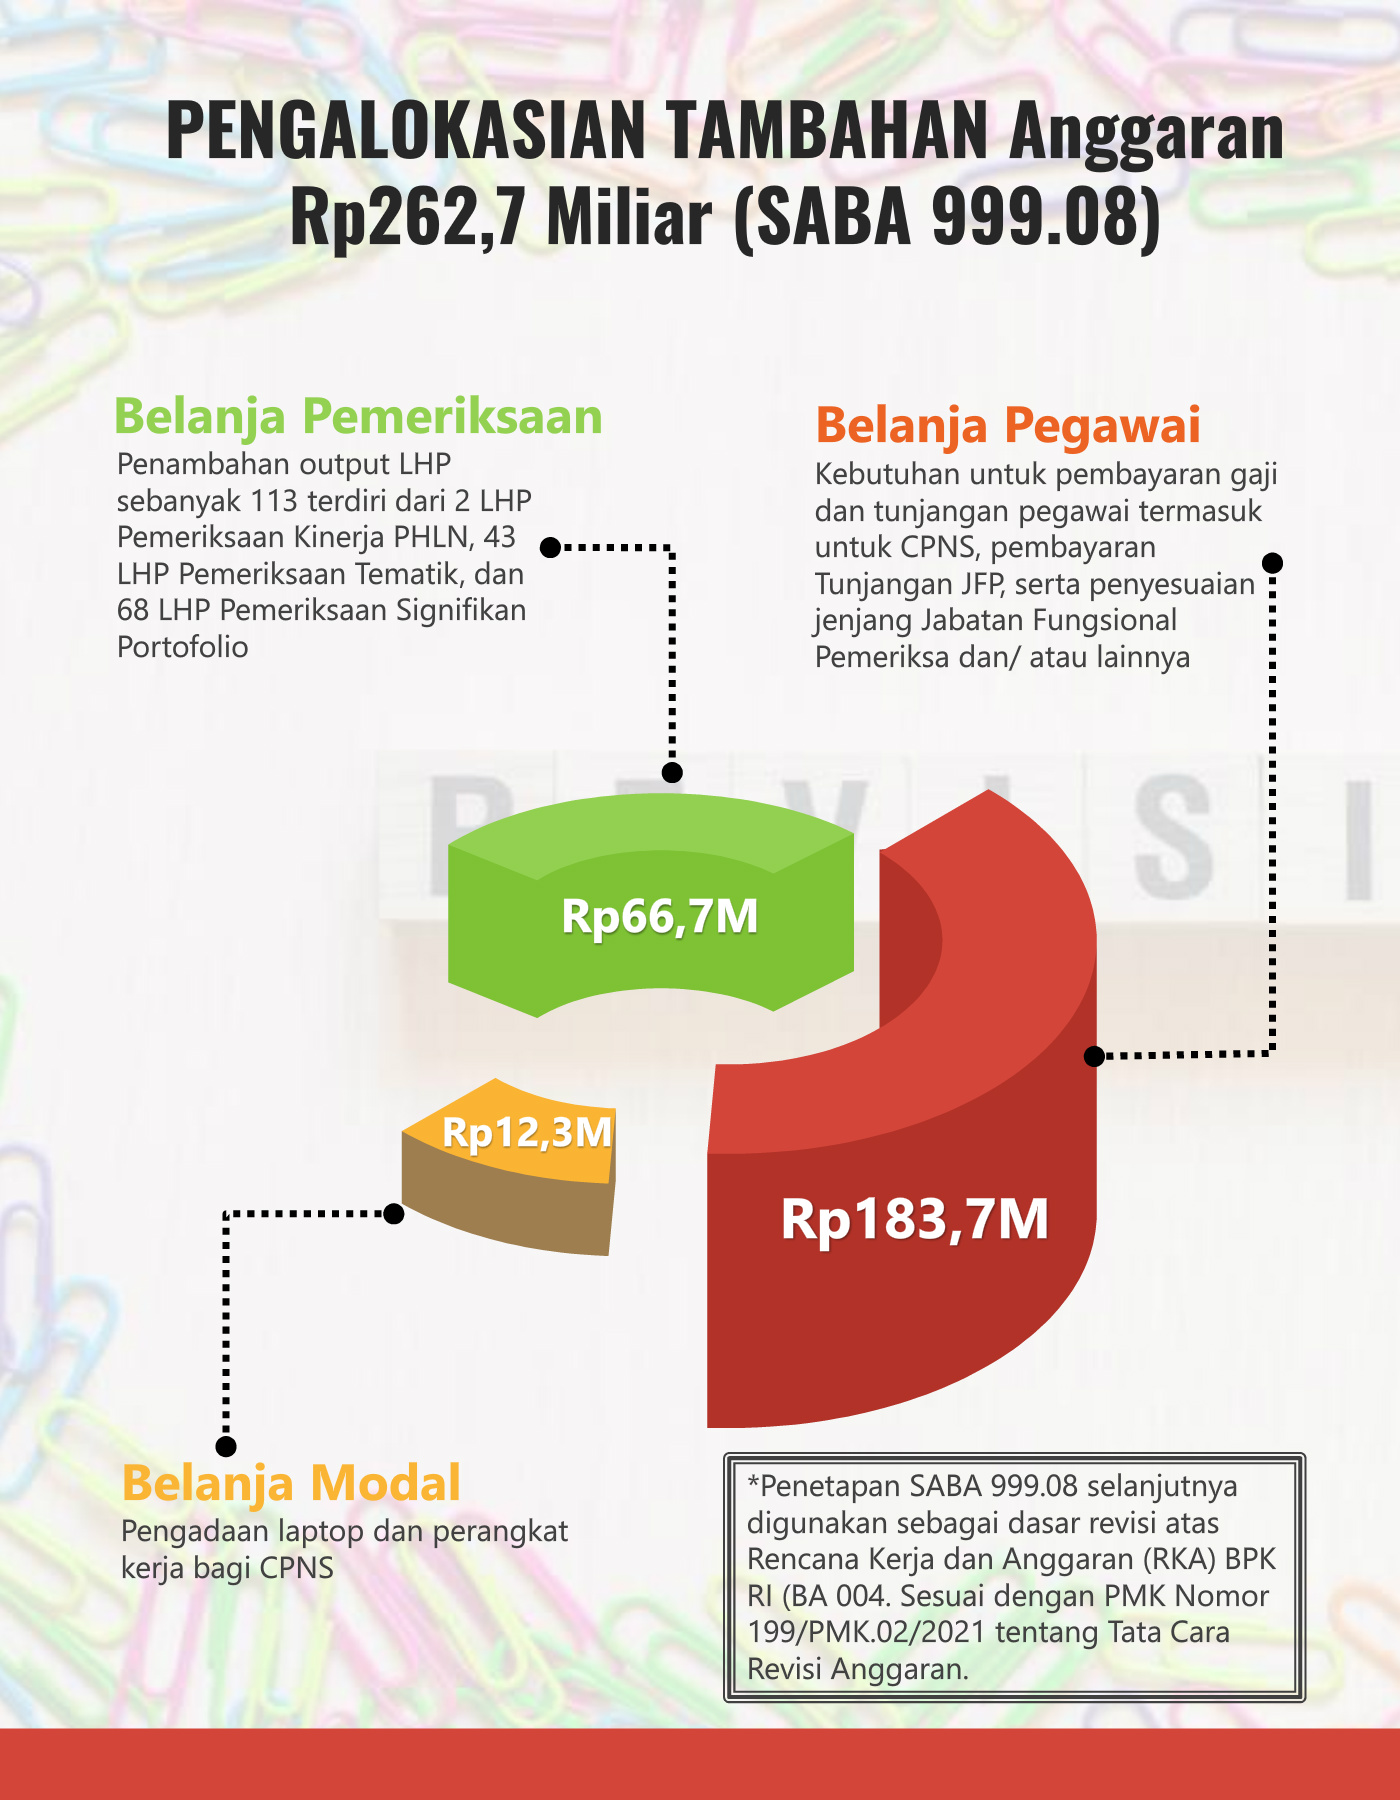 PENGALOKASIAN TAMBAHAN Anggaran
Rp262,7 Miliar (SABA 999.08)
Belanja Pemeriksaan
Penambahan output LHP
sebanyak 113 terdiri dari 2 LHP
Pemeriksaan Kinerja PHLN, 43
LHP Pemeriksaan Tematik, dan
68 LHP Pemeriksaan Signifikan
Portofolio
Belanja Pegawai
Kebutuhan untuk pembayaran gaji
dan tunjangan pegawai termasuk
untuk CPNS, pembayaran
Tunjangan JFP, serta penyesuaian
jenjang Jabatan Fungsional
Pemeriksa dan/ atau lainnya
Rp66,7M
Rp12,3M
Rp183,7M
Belanja Modal
Pengadaan laptop dan perangkat
kerja bagi CPNS
*Penetapan SABA 999.08 selanjutnya
digunakan sebagai dasar revisi atas
Rencana Kerja dan Anggaran (RKA) BPK
RI (BA 004. Sesuai dengan PMK Nomor
199/PMK.02/2021 tentang Tata Cara
Revisi Anggaran.